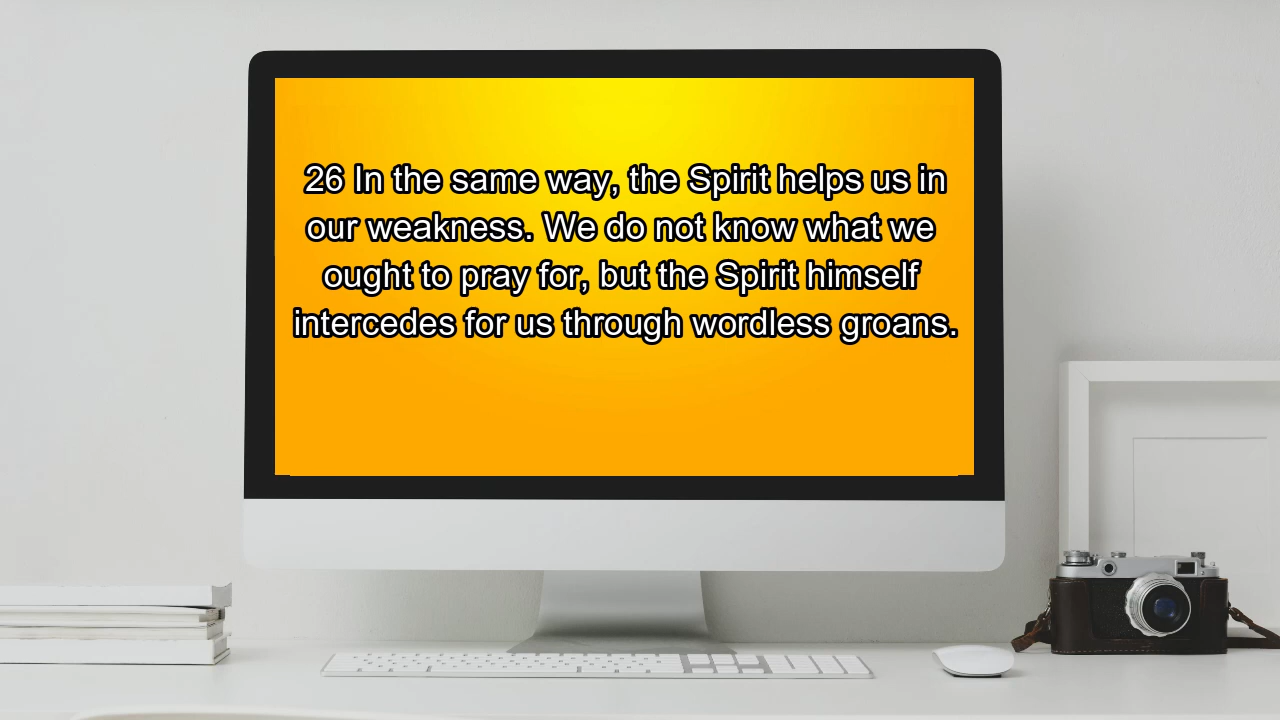 26 In the same way, the Spirit helps us in
our weakness. We do not know what we
ought to pray for, but the Spirit himself
intercedes for us through wordless groans.